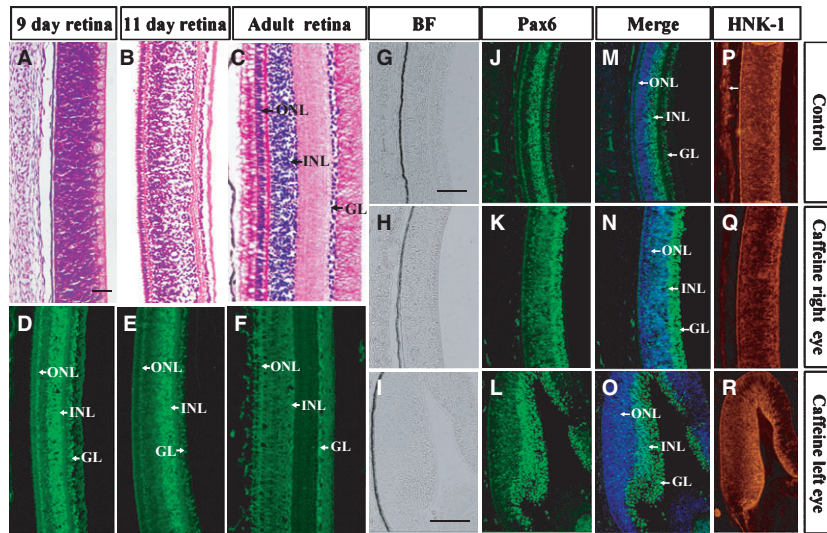 9 day retina 11 day retina Adult retina BF Pax6 Merge HNK-1
A B C G J M P
ONL INL GL
ONL INL GL
Control
H K N Q
ONL INL GL
Caffeine right eye
D E F
ONL INL GL
ONL INL GL
ONL INL GL
I L O R
ONL INL GL
Caffeine left eye